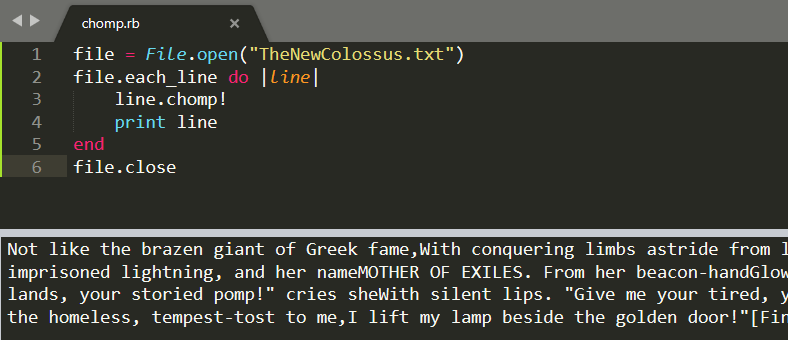 chomp.rb
1 file = File.open("TheNewColossus.txt")
2 file.each_line do |line|
3 line.chomp!
4 print line
5 end
6 file.close
Not like the brazen giant of Greek fame,With conquering limbs astride from
imprisoned lightning, and her nameMOTHER OF EXILES. From her beacon-handGlow
lands, your storied pomp!" cries sheWith silent lips. "Give me your tired,
the homeless, tempest-tost to me,I lift my lamp beside the golden door!"[Fin